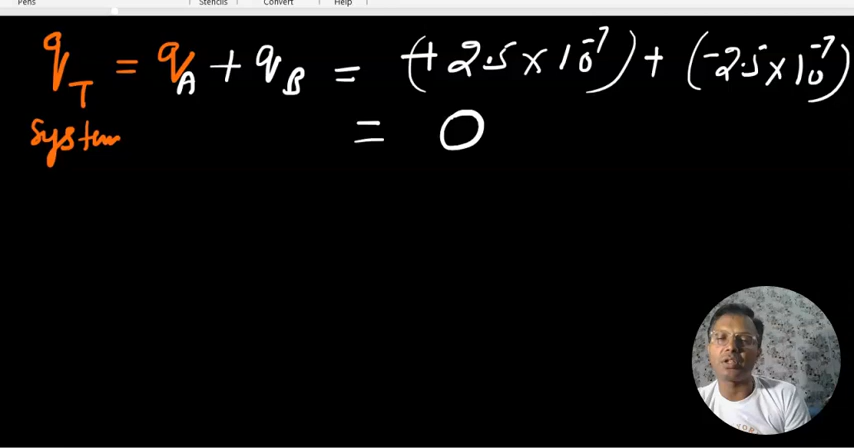 Pens Stencils Convert Help
q_T = q_A + q_B = (+2.5×10^-7) + (-2.5×10^-7)
System = 0